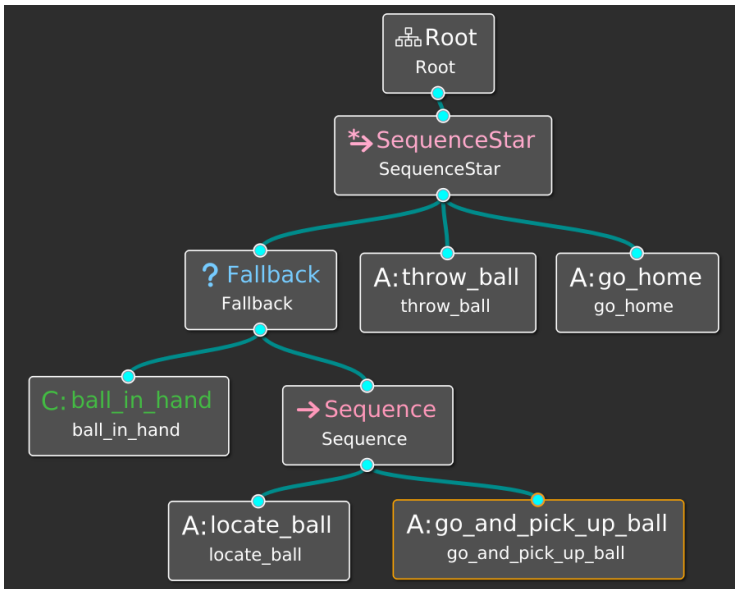 Root
Root
*→SequenceStar
SequenceStar
? Fallback
Fallback
A:throw_ball
throw_ball
A:go_home
go_home
C:ball_in_hand
ball_in_hand
→Sequence
Sequence
A:locate_ball
locate_ball
A:go_and_pick_up_ball
go_and_pick_up_ball